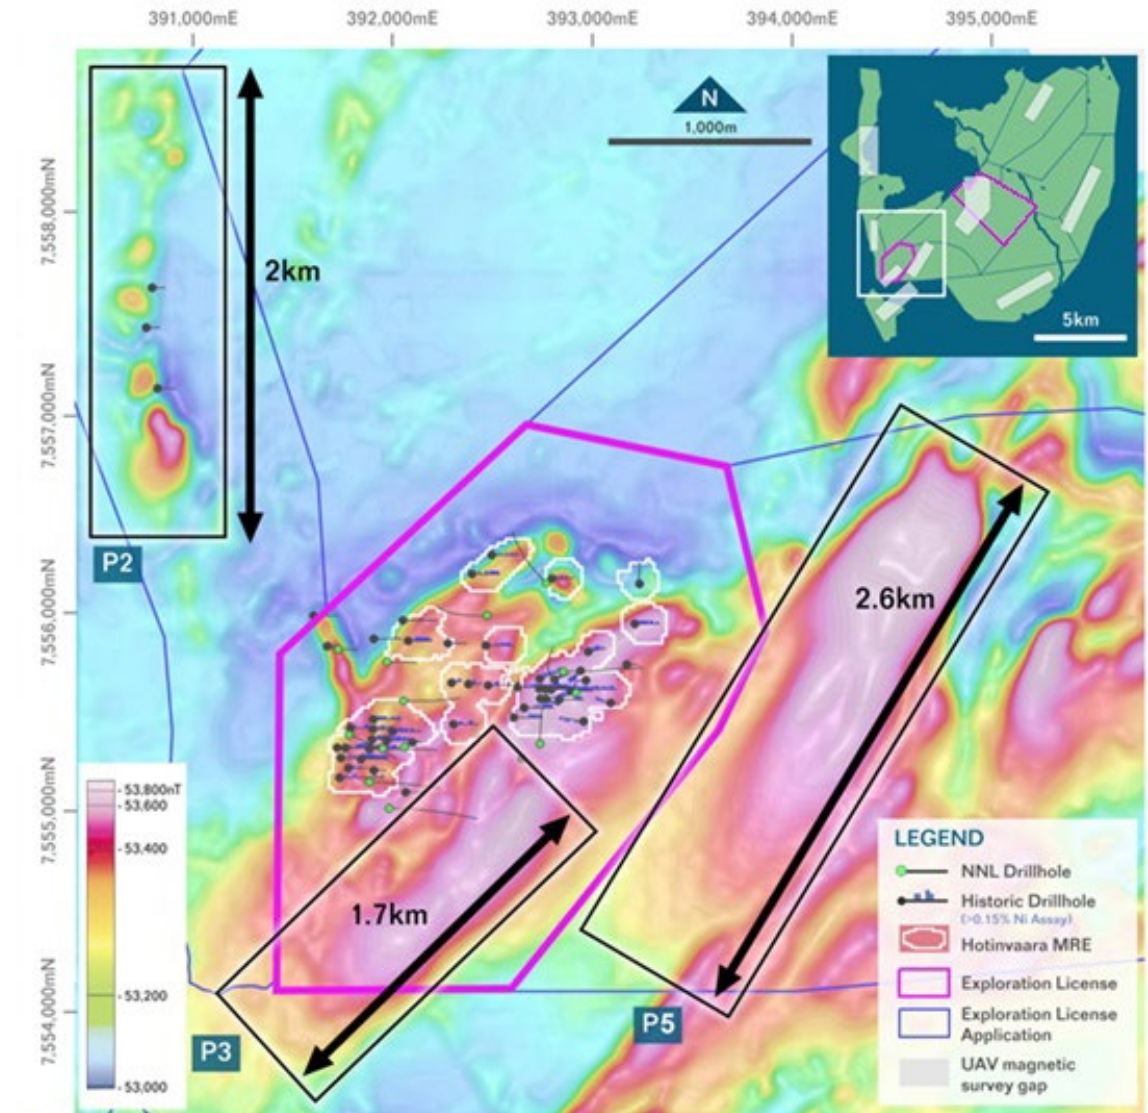 391,000mE
392,000mE
393,000mE
394,000mE
395,000mE
N
1,000m
5km
7,558,000mN
7,557,000mN
7,556,000mN
7,555,000mN
7,554,000mN
2km
P2
2.6km
1.7km
P3
P5
53,800nT
53,600
53,400
53,200
53,000
LEGEND
NNL Drillhole
Historic Drillhole
(>0.15% Ni Assay)
Hotinvaara MRE
Exploration License
Exploration License
Application
UAV magnetic
survey gap